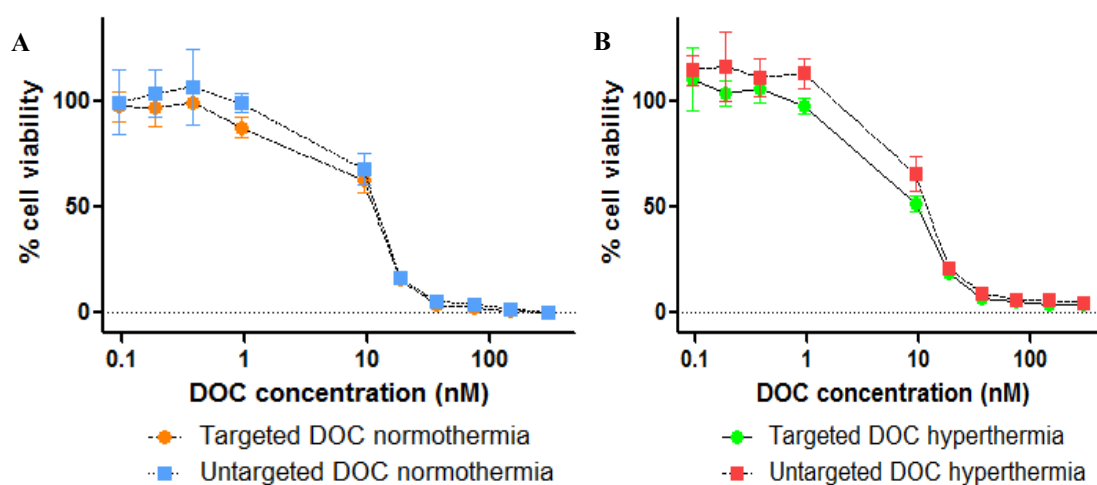 A
% cell viability
100
50
0
0.1 1 10 100
DOC concentration (nM)
Targeted DOC normothermia
Untargeted DOC normothermia
B
% cell viability
100
50
0
0.1 1 10 100
DOC concentration (nM)
Targeted DOC hyperthermia
Untargeted DOC hyperthermia